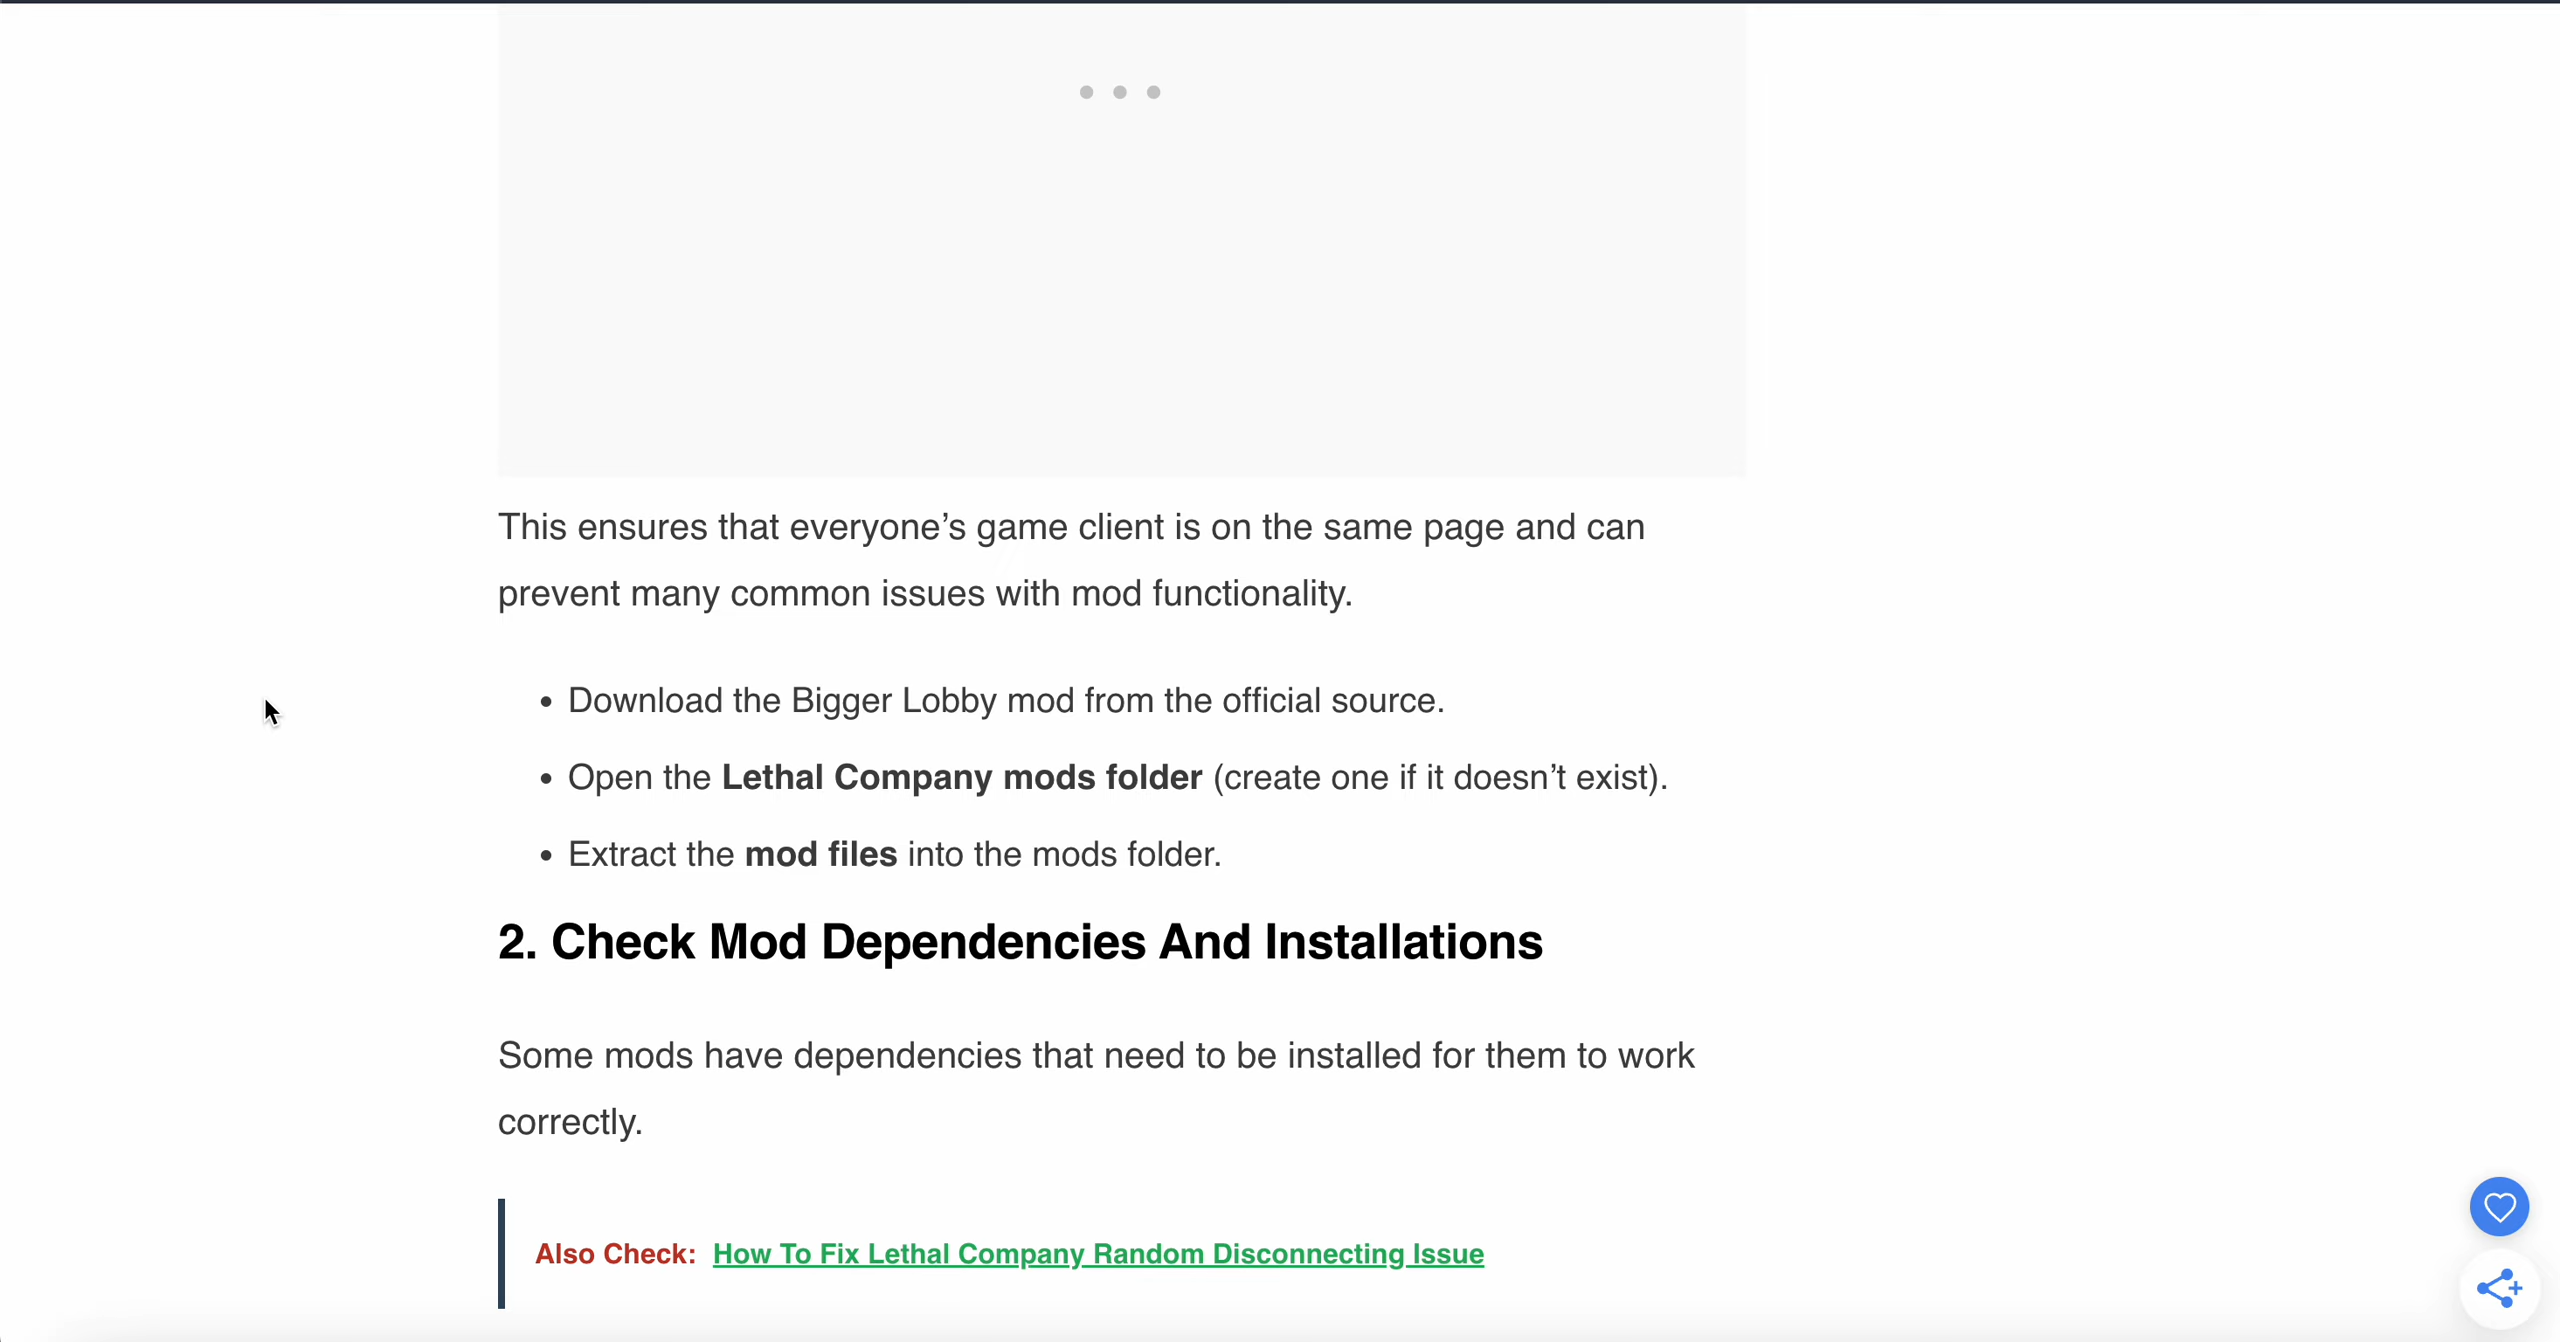 This ensures that everyone’s game client is on the same page and can
prevent many common issues with mod functionality.
• Download the Bigger Lobby mod from the official source.
• Open the Lethal Company mods folder (create one if it doesn’t exist).
• Extract the mod files into the mods folder.
2. Check Mod Dependencies And Installations
Some mods have dependencies that need to be installed for them to work
correctly.
Also Check: How To Fix Lethal Company Random Disconnecting Issue